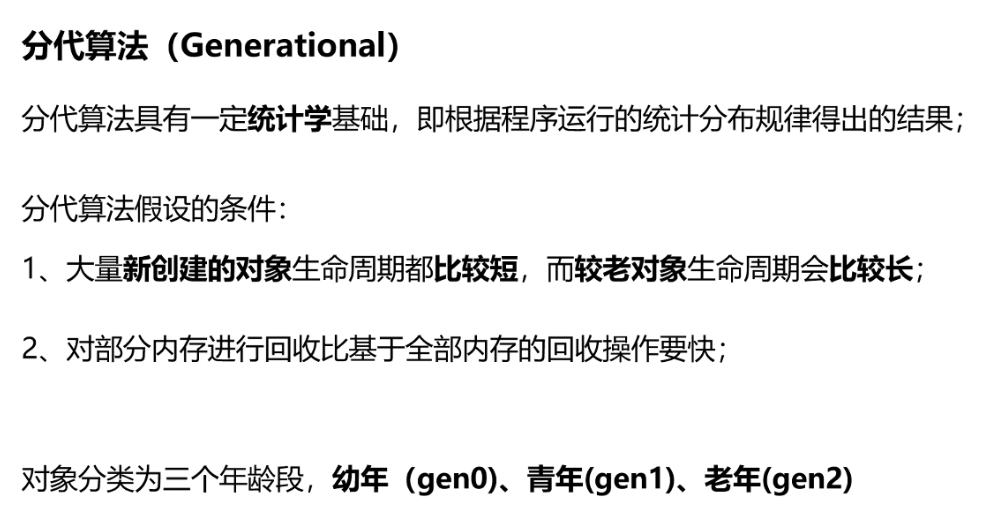 分代算法（Generational）
分代算法具有一定统计学基础，即根据程序运行的统计分布规律得出的结果；
分代算法假设的条件：
1、大量新创建的对象生命周期都比较短，而较老对象生命周期会比较长；
2、对部分内存进行回收比基于全部内存的回收操作要快；
对象分类为三个年龄段，幼年（gen0)、青年(gen1)、老年(gen2)